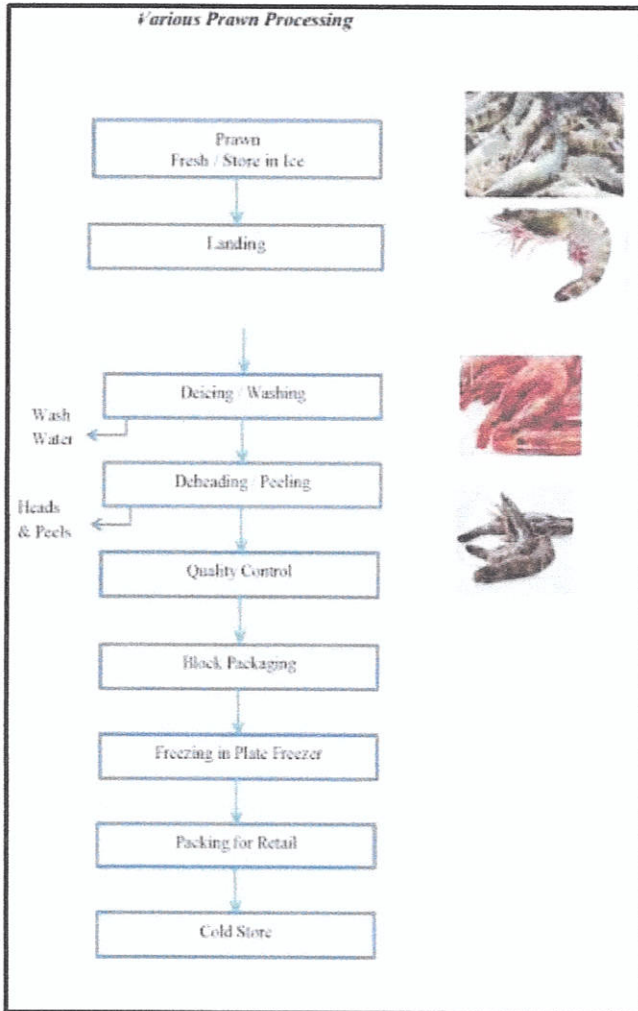 Various Prawn Processing
Prawn
Fresh / Store in Ice
Landing
Deicing / Washing
Wash
Water
Deheading / Peeling
Heads
& Peels
Quality Control
Block Packaging
Freezing in Plate Freezer
Packing for Retail
Cold Store